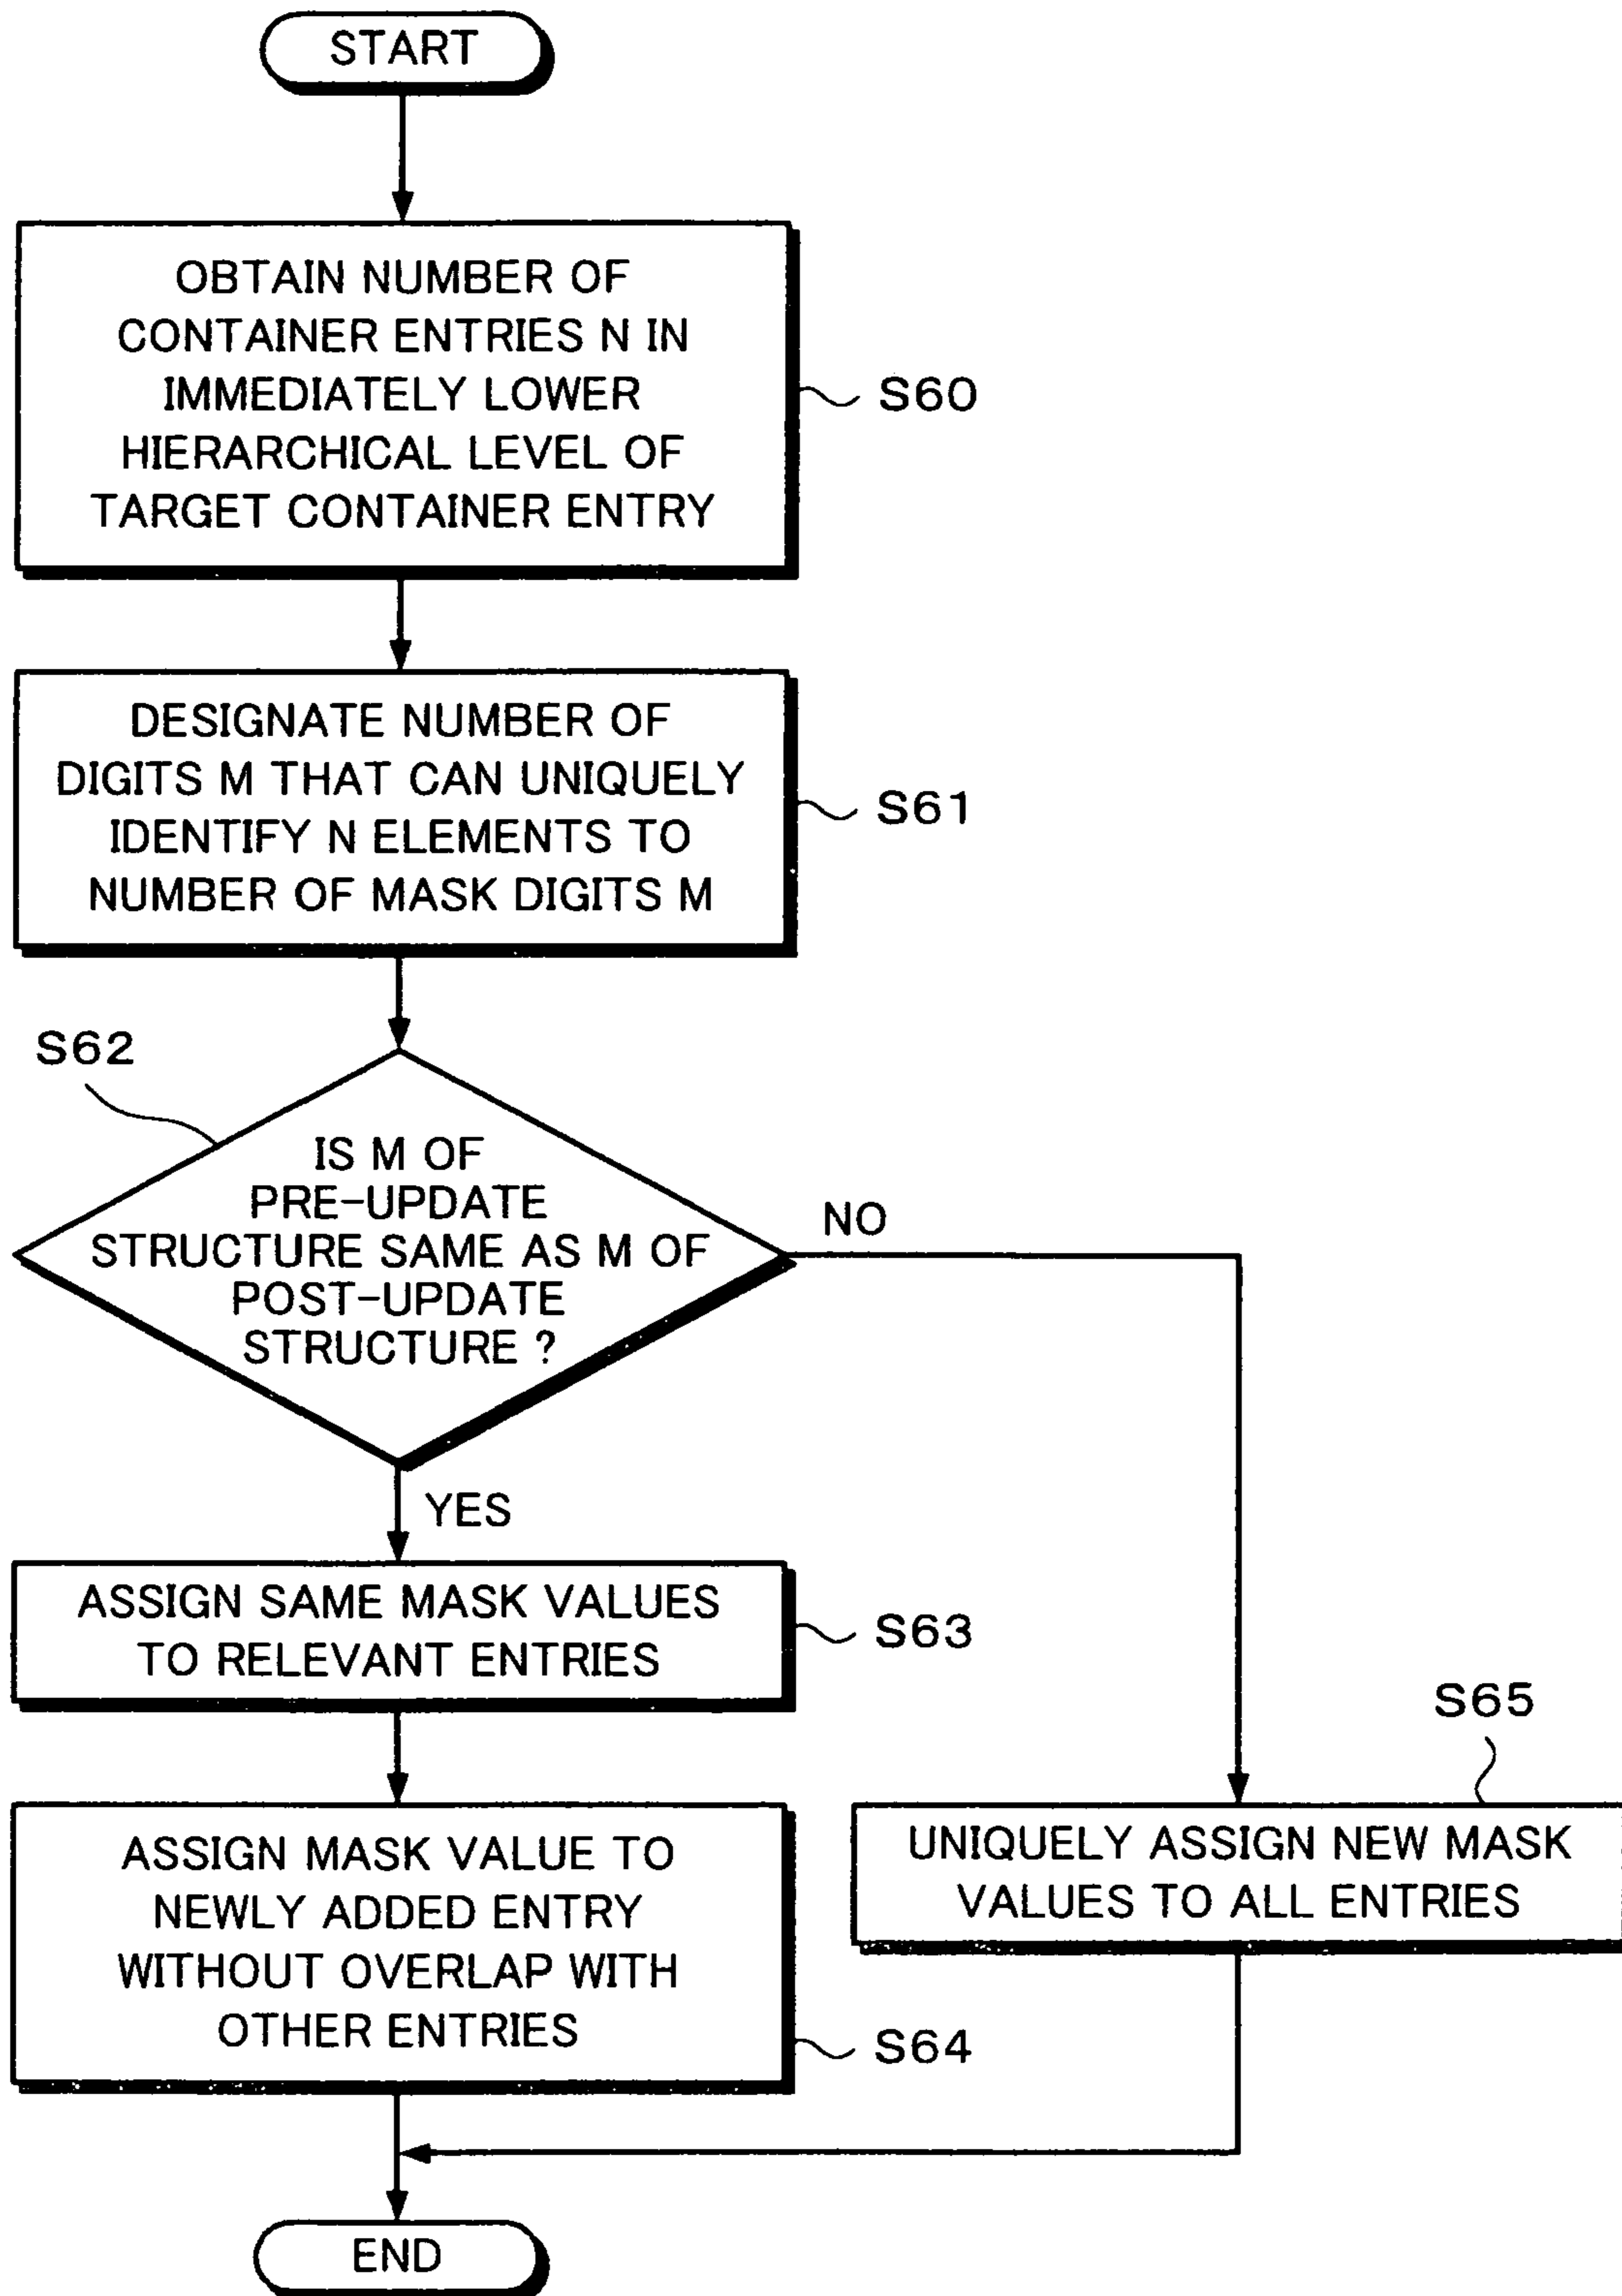 START
OBTAIN NUMBER OF
CONTAINER ENTRIES N IN
IMMEDIATELY LOWER
HIERARCHICAL LEVEL OF
TARGET CONTAINER ENTRY
S60
DESIGNATE NUMBER OF
DIGITS M THAT CAN UNIQUELY
IDENTIFY N ELEMENTS TO
NUMBER OF MASK DIGITS M
S61
S62
IS M OF
PRE-UPDATE
STRUCTURE SAME AS M OF
POST-UPDATE
STRUCTURE ?
NO
YES
ASSIGN SAME MASK VALUES
TO RELEVANT ENTRIES
S63
ASSIGN MASK VALUE TO
NEWLY ADDED ENTRY
WITHOUT OVERLAP WITH
OTHER ENTRIES
S64
S65
UNIQUELY ASSIGN NEW MASK
VALUES TO ALL ENTRIES
END